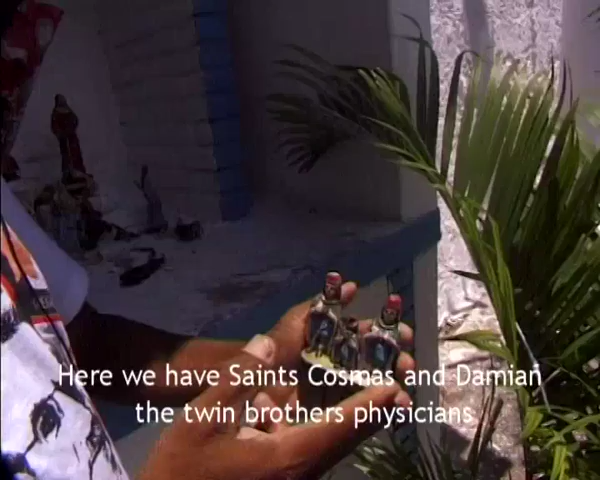 Here we have Saints Cosmas and Damian
the twin brothers physicians